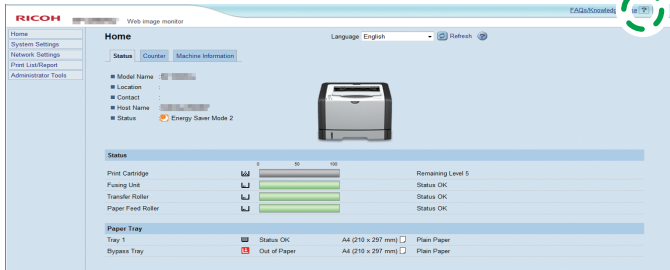 FAQs/Knowledg
?
RICOH Web image monitor
Home
System Settings
Network Settings
Print List/Report
Administrator Tools
Home Language English Refresh ?
Status Counter Machine Information
Model Name :
Location :
Contact :
Host Name :
Status : Energy Saver Mode 2
Status
0 50 100
Print Cartridge Remaining Level 5
Fusing Unit Status OK
Transfer Roller Status OK
Paper Feed Roller Status OK
Paper Tray
Tray 1 Status OK A4 (210 x 297 mm) Plain Paper
Bypass Tray Out of Paper A4 (210 x 297 mm) Plain Paper